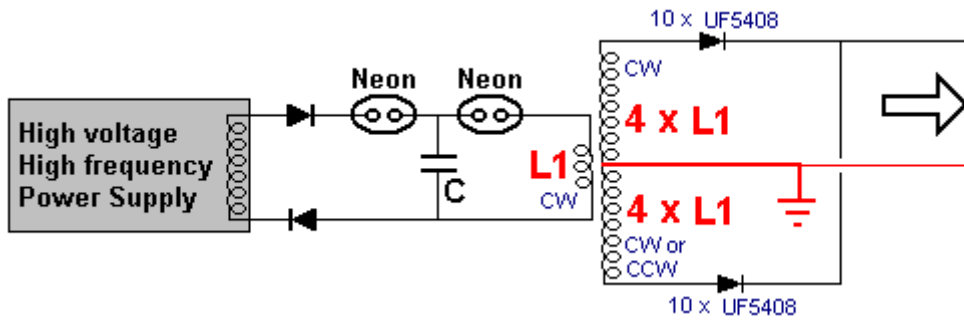 10 x UF5408
Neon
Neon
CW
High voltage
High frequency
Power Supply
4 x L1
L1
C
CW
4 x L1
CW or
CCW
10 x UF5408